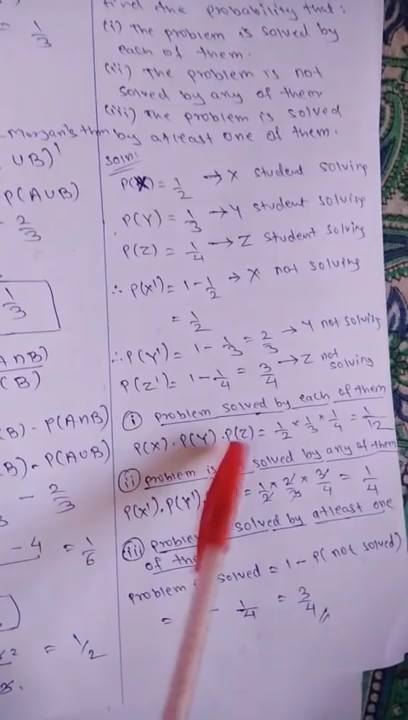 = 1/3
find the probability that:
(i) The problem is solved by
each of them.
(ii) The problem is not
solved by any of them
(iii) The problem is solved
by atleast one of them.
-Morgan's thm
∪B)'
P(A∪B)
2/3
1/3
A∩B)
(B)
B) - P(A∩B)
B) - P(A∪B)
- 2/3
- 4 = 1/6
= 1/2
Soln:
P(X) = 1/2 → X student solving
P(Y) = 1/3 → Y student solving
P(Z) = 1/4 → Z student solving
∴ P(X') = 1 - 1/2 → X not solving
= 1/2
∴ P(Y') = 1 - 1/3 = 2/3 → Y not solving
P(Z') = 1 - 1/4 = 3/4 → Z not solving
(i) problem solved by each of them
P(X) . P(Y) . P(Z) = 1/2 × 1/3 × 1/4 = 1/12
(ii) problem is solved by any of them
P(X') . P(Y') . = 1/2 × 2/3 × 3/4 = 1/4
(iii) problem solved by atleast one
of the
problem solved = 1 - P(not solved)
= - 1/4 = 3/4